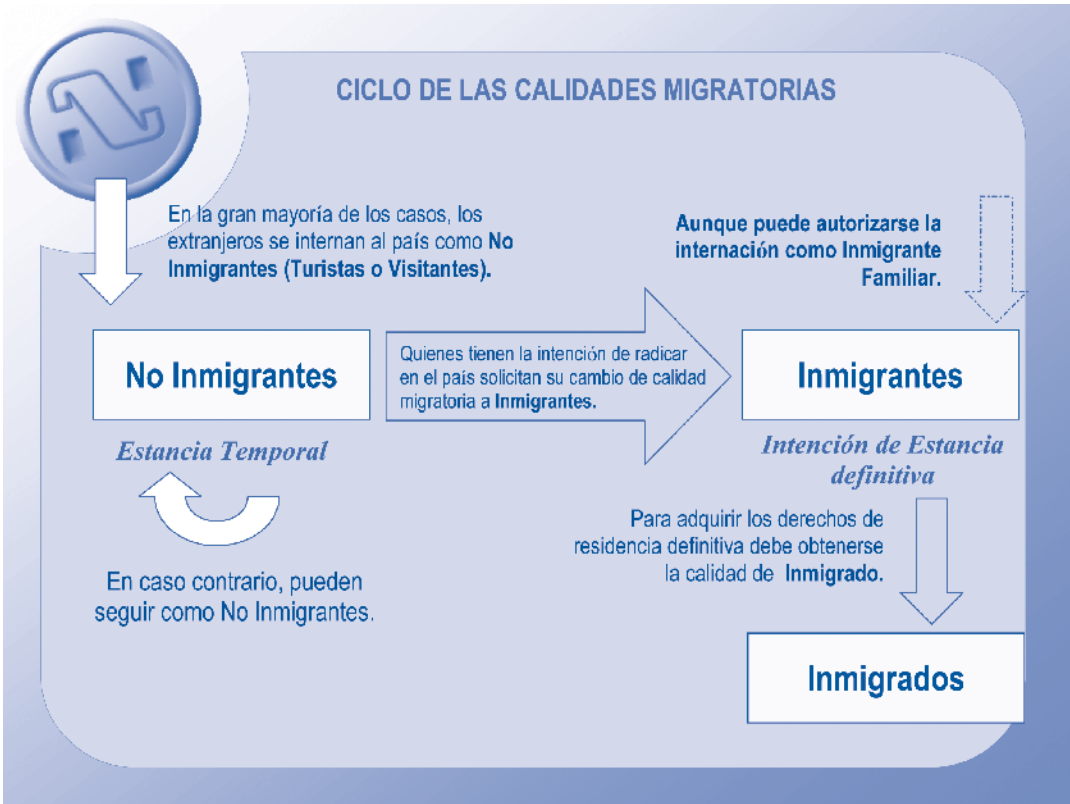 CICLO DE LAS CALIDADES MIGRATORIAS
En la gran mayoría de los casos, los
extranjeros se internan al país como No
Inmigrantes (Turistas o Visitantes).
Aunque puede autorizarse la
internación como Inmigrante
Familiar.
No Inmigrantes
Quienes tienen la intención de radicar
en el país solicitan su cambio de calidad
migratoria a Inmigrantes.
Inmigrantes
Estancia Temporal
Intención de Estancia
definitiva
En caso contrario, pueden
seguir como No Inmigrantes.
Para adquirir los derechos de
residencia definitiva debe obtenerse
la calidad de Inmigrado.
Inmigrados